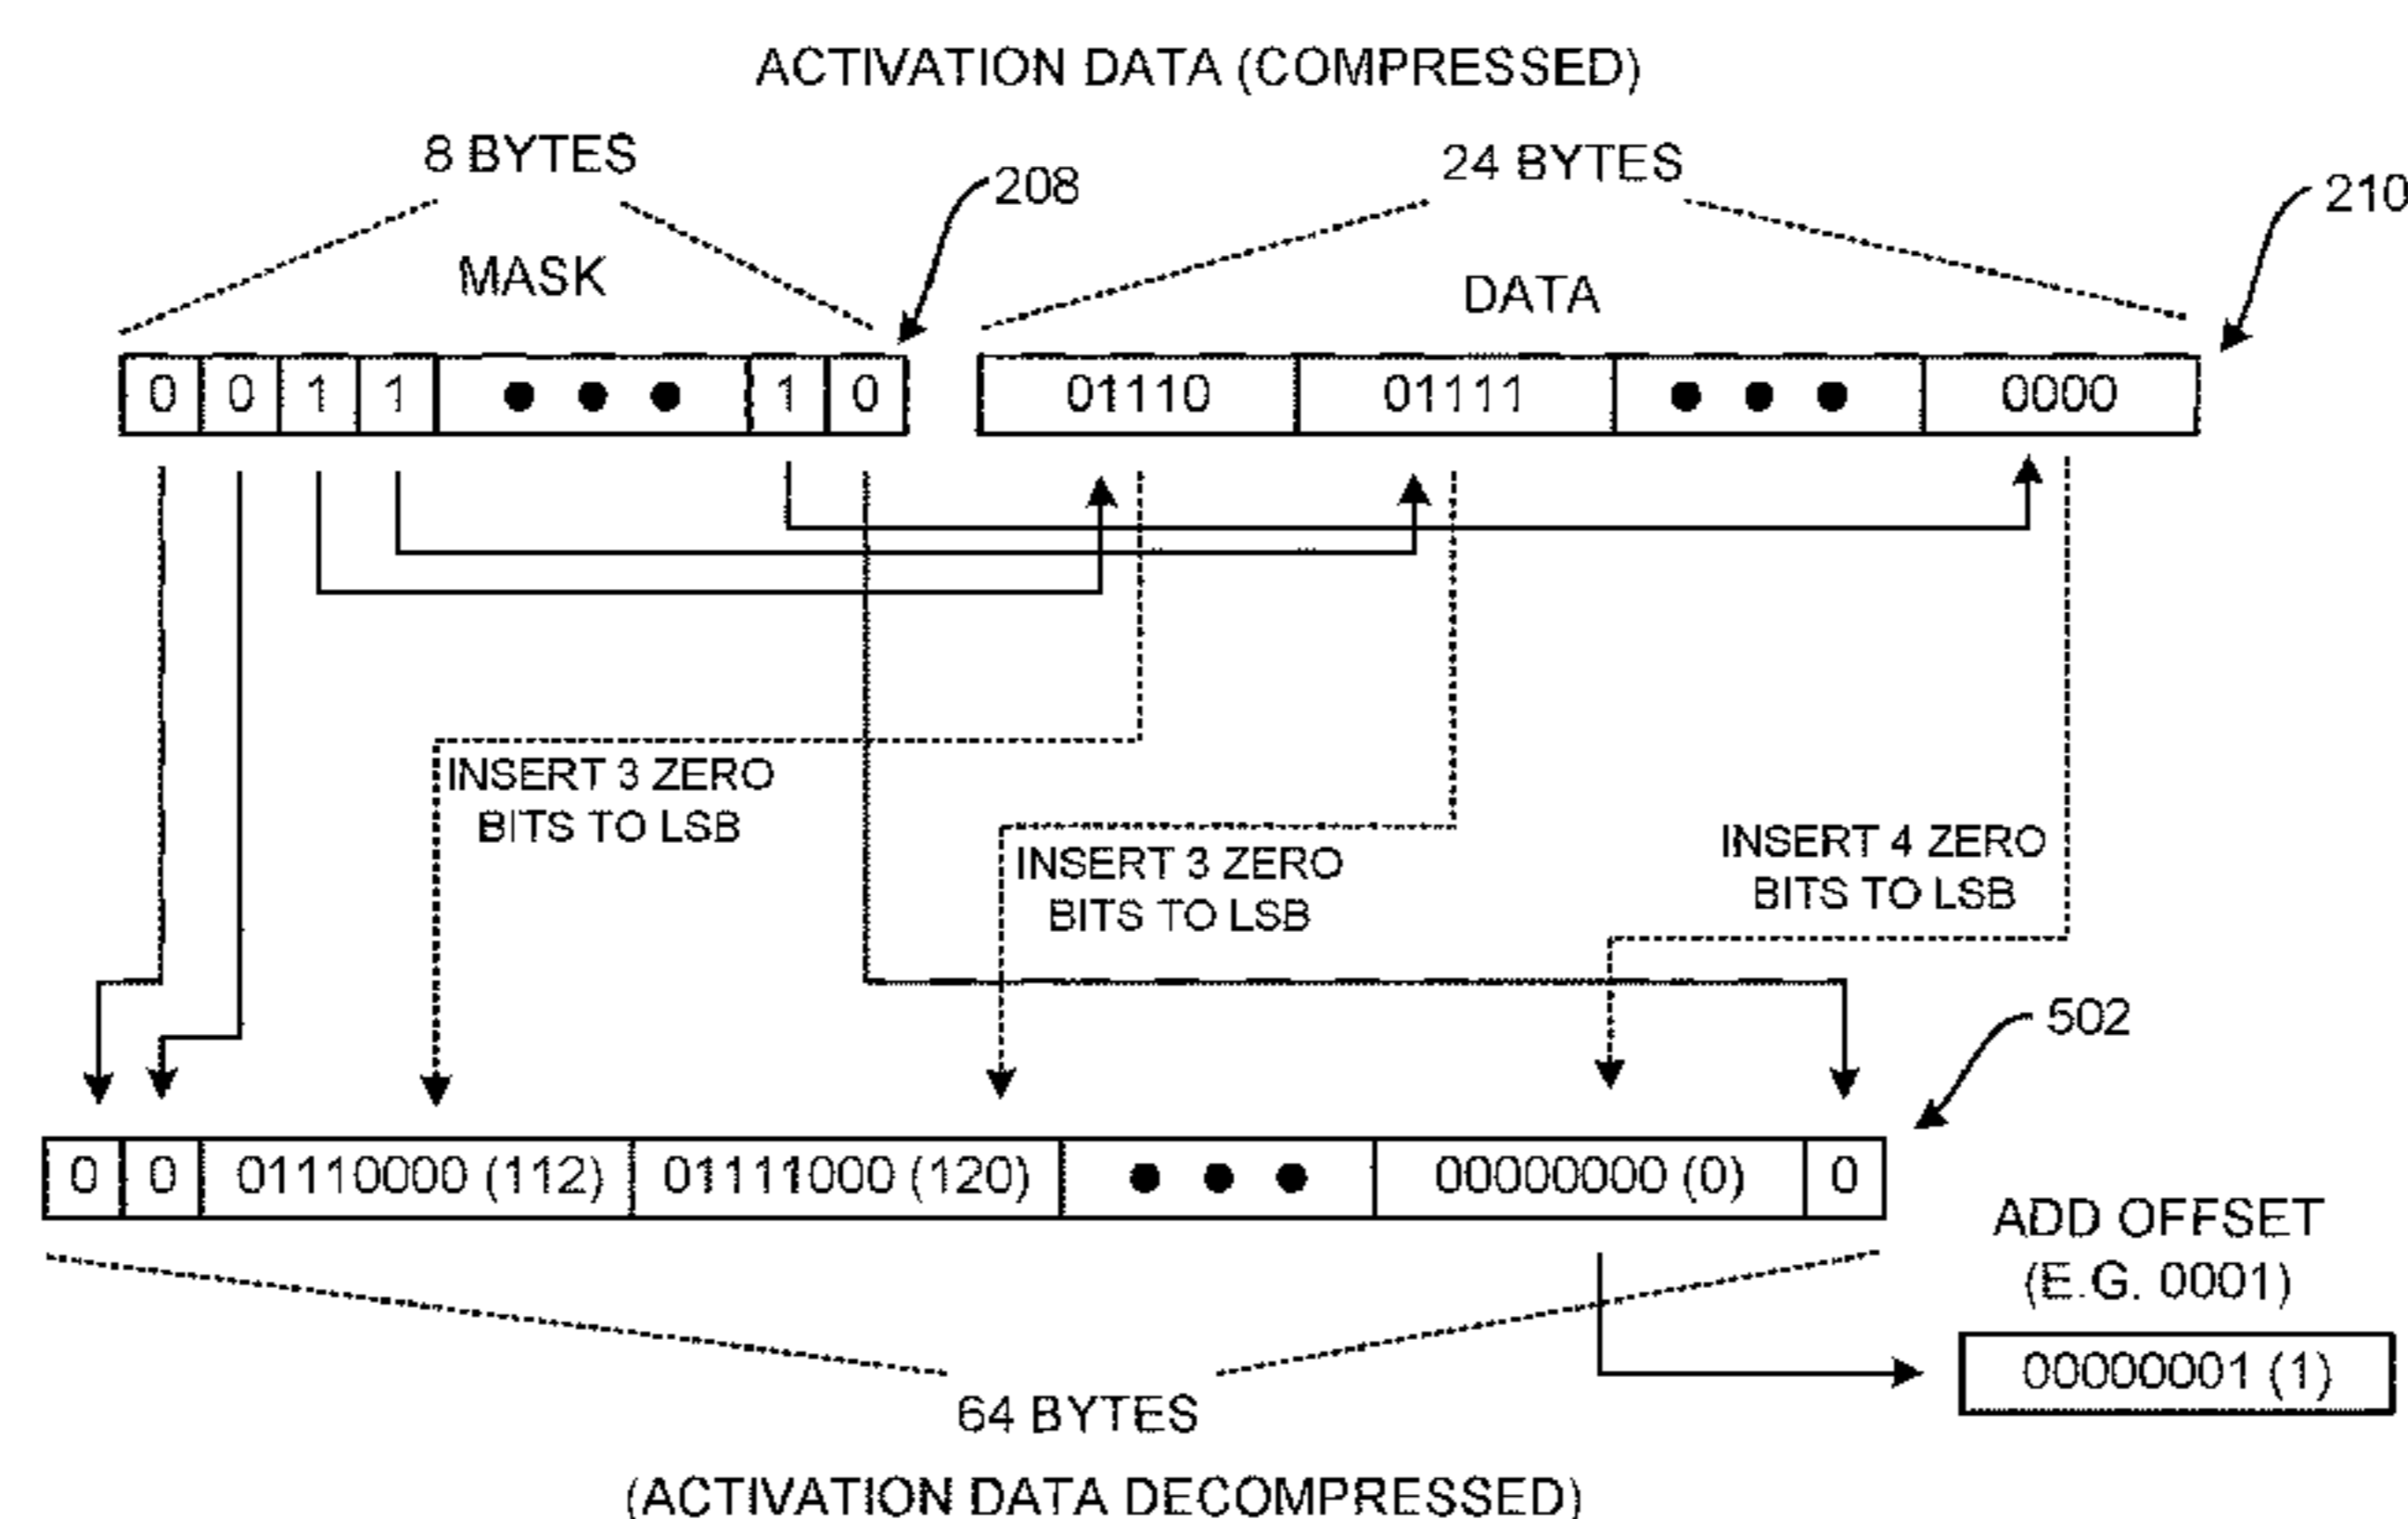 ACTIVATION DATA (COMPRESSED)
8 BYTES
24 BYTES
208
210
MASK
DATA
0 0 1 1 ● ● ● 1 0
01110 01111 ● ● ● 0000
INSERT 3 ZERO
BITS TO LSB
INSERT 3 ZERO
BITS TO LSB
INSERT 4 ZERO
BITS TO LSB
502
0 0 01110000 (112) 01111000 (120) ● ● ● 00000000 (0) 0
ADD OFFSET
(E.G. 0001)
00000001 (1)
64 BYTES
(ACTIVATION DATA DECOMPRESSED)